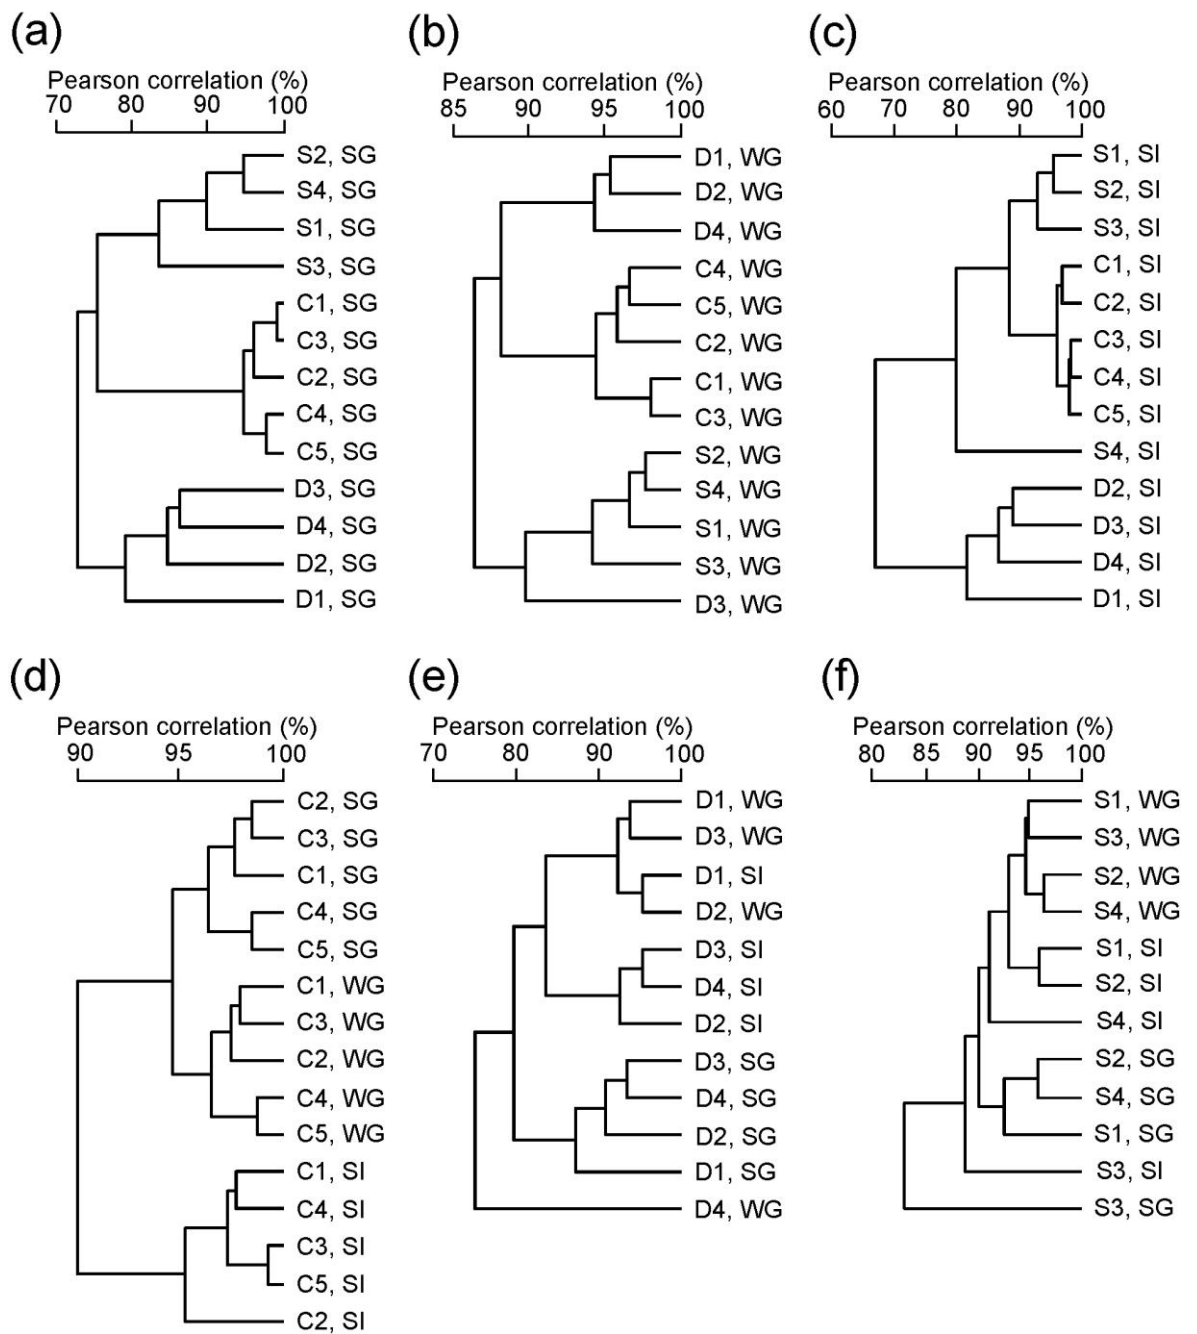 (a)
Pearson correlation (%)
70 80 90 100
S2, SG
S4, SG
S1, SG
S3, SG
C1, SG
C3, SG
C2, SG
C4, SG
C5, SG
D3, SG
D4, SG
D2, SG
D1, SG
(b)
Pearson correlation (%)
85 90 95 100
D1, WG
D2, WG
D4, WG
C4, WG
C5, WG
C2, WG
C1, WG
C3, WG
S2, WG
S4, WG
S1, WG
S3, WG
D3, WG
(c)
Pearson correlation (%)
60 70 80 90 100
S1, SI
S2, SI
S3, SI
C1, SI
C2, SI
C3, SI
C4, SI
C5, SI
S4, SI
D2, SI
D3, SI
D4, SI
D1, SI
(d)
Pearson correlation (%)
90 95 100
C2, SG
C3, SG
C1, SG
C4, SG
C5, SG
C1, WG
C3, WG
C2, WG
C4, WG
C5, WG
C1, SI
C4, SI
C3, SI
C5, SI
C2, SI
(e)
Pearson correlation (%)
70 80 90 100
D1, WG
D3, WG
D1, SI
D2, WG
D3, SI
D4, SI
D2, SI
D3, SG
D4, SG
D2, SG
D1, SG
D4, WG
(f)
Pearson correlation (%)
80 85 90 95 100
S1, WG
S3, WG
S2, WG
S4, WG
S1, SI
S2, SI
S4, SI
S2, SG
S4, SG
S1, SG
S3, SI
S3, SG